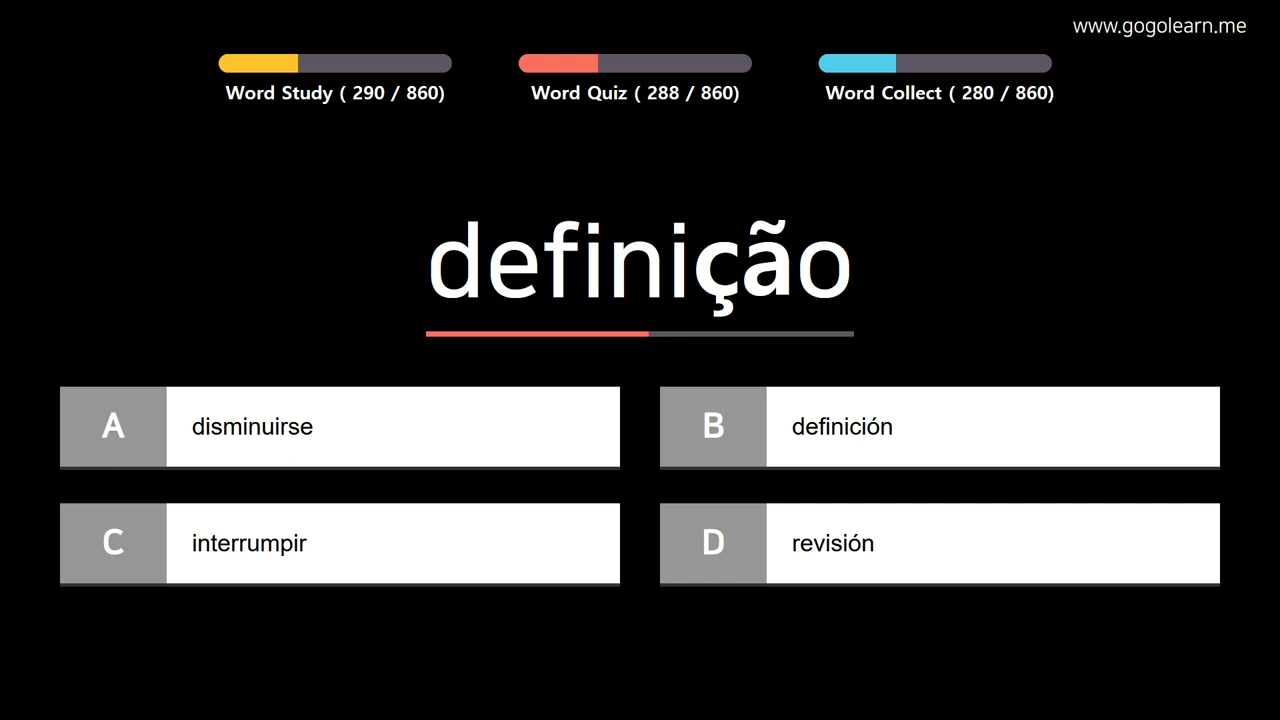 www.gogolearn.me
Word Study ( 290 / 860)
Word Quiz ( 288 / 860)
Word Collect ( 280 / 860)
definição
A disminuirse
B definición
C interrumpir
D revisión